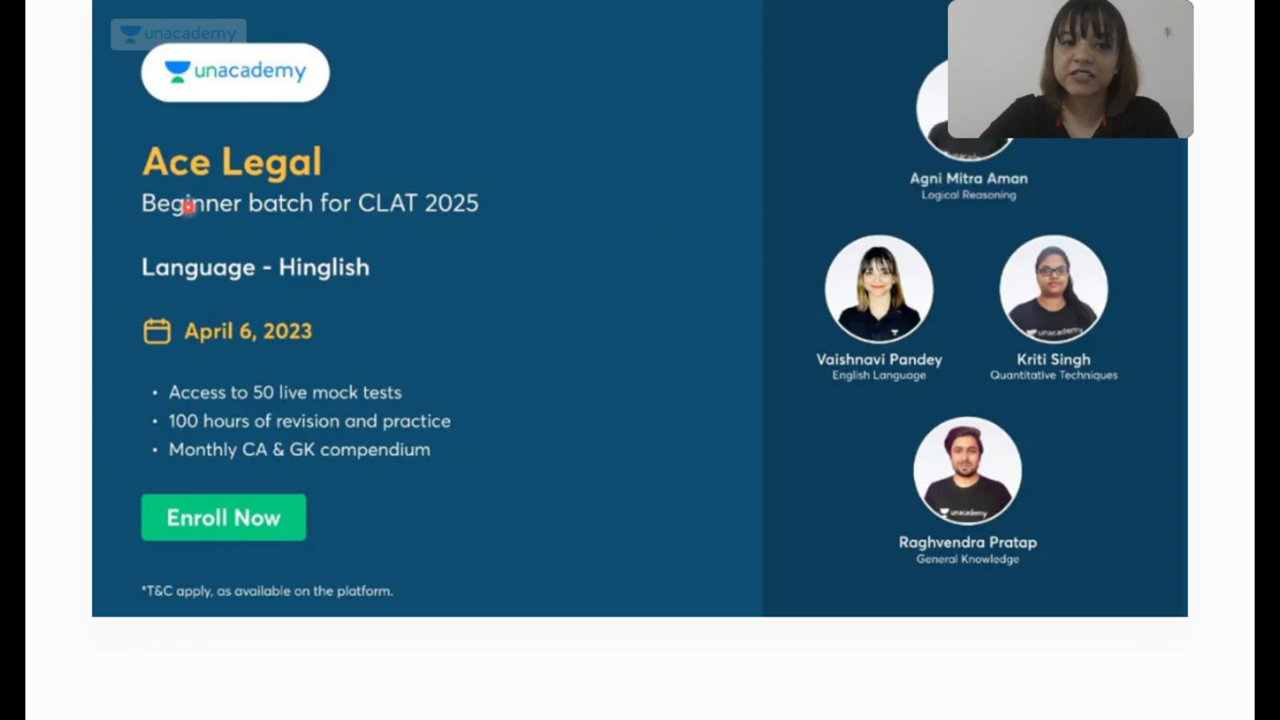 unacademy
unacademy
Ace Legal
Beginner batch for CLAT 2025
Language - Hinglish
April 6, 2023
• Access to 50 live mock tests
• 100 hours of revision and practice
• Monthly CA & GK compendium
Enroll Now
*T&C apply, as available on the platform.
Agni Mitra Aman
Logical Reasoning
Vaishnavi Pandey
English Language
unacademy
Kriti Singh
Quantitative Techniques
unacademy
Raghvendra Pratap
General Knowledge